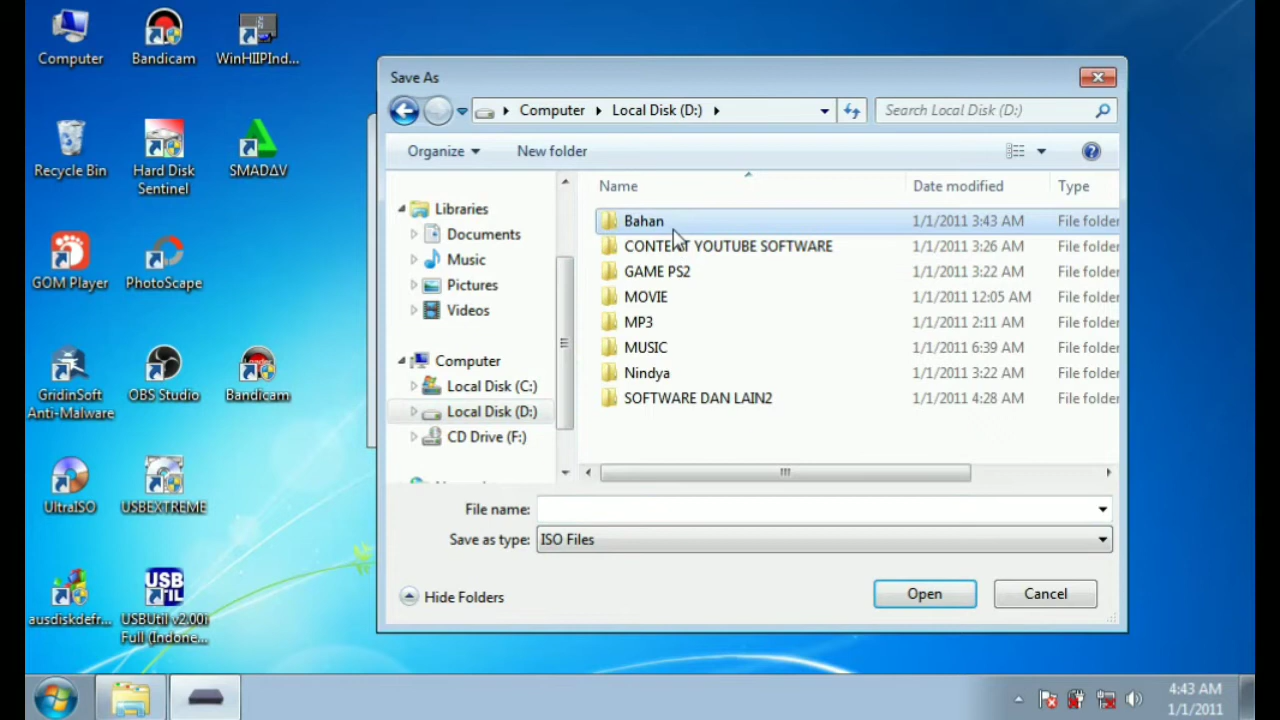 Computer
Bandicam
WinHIIPInd...
Recycle Bin
Hard Disk
Sentinel
SMADΔV
GOM Player
PhotoScape
GridinSoft
Anti-Malware
OBS Studio
Loader
Bandicam
UltraISO
USBEXTREME
ausdiskdefr...
USB
TIL
USBUtil v2.00i
Full (Indone...
Save As
Computer
Local Disk (D:)
Search Local Disk (D:)
Organize
New folder
Libraries
Documents
Music
Pictures
Videos
Computer
Local Disk (C:)
Local Disk (D:)
CD Drive (F:)
Name Date modified Type
Bahan 1/1/2011 3:43 AM File folder
CONTENT YOUTUBE SOFTWARE 1/1/2011 3:26 AM File folder
GAME PS2 1/1/2011 3:22 AM File folder
MOVIE 1/1/2011 12:05 AM File folder
MP3 1/1/2011 2:11 AM File folder
MUSIC 1/1/2011 6:39 AM File folder
Nindya 1/1/2011 3:22 AM File folder
SOFTWARE DAN LAIN2 1/1/2011 4:28 AM File folder
File name:
Save as type: ISO Files
Hide Folders
Open
Cancel
4:43 AM
1/1/2011